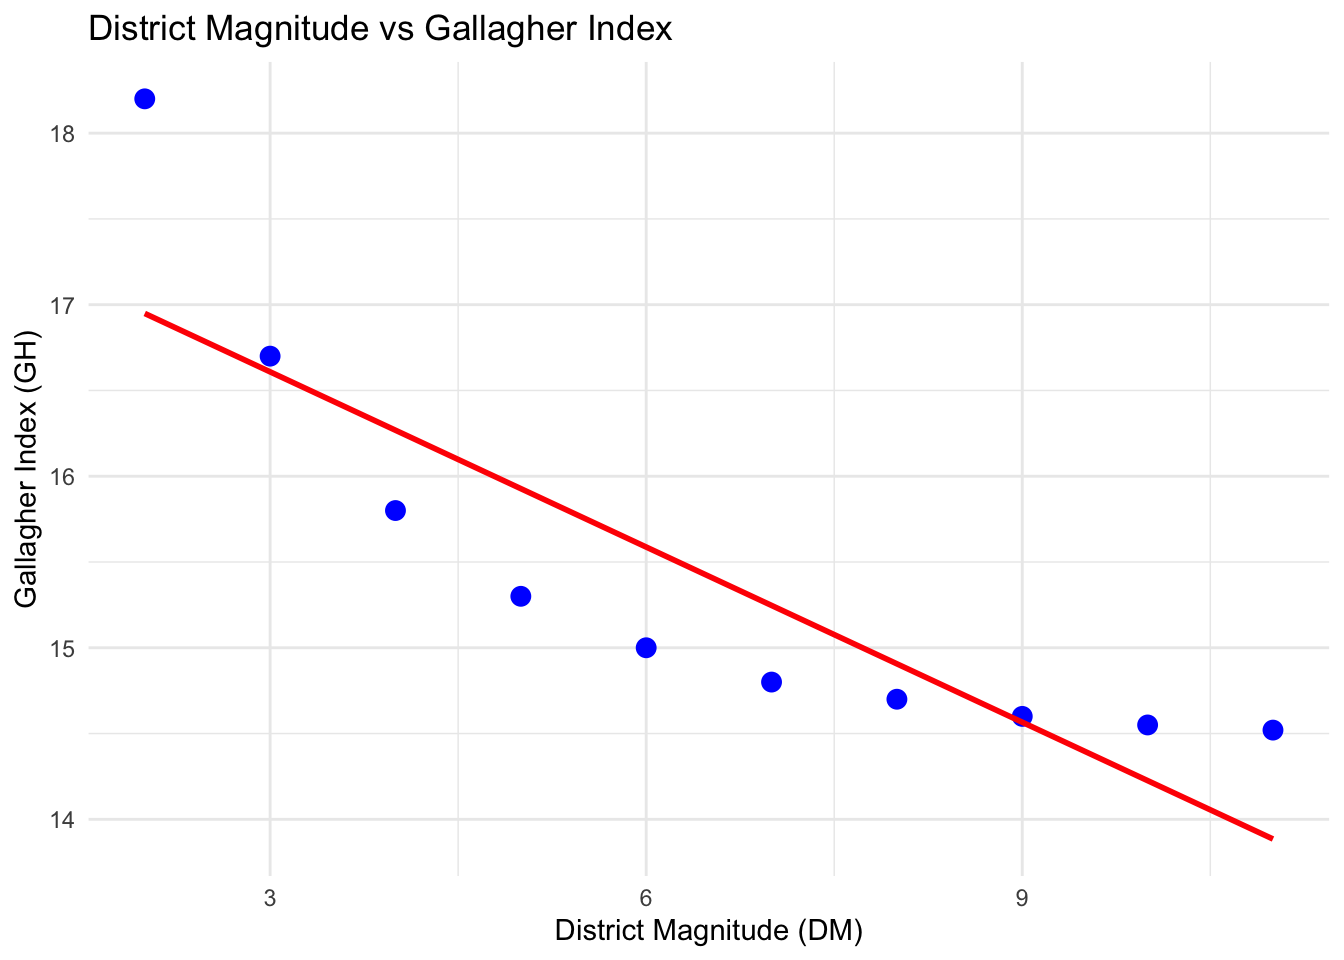 District Magnitude vs Gallagher Index
18
17
16
15
14
Gallagher Index (GH)
3 6 9
District Magnitude (DM)